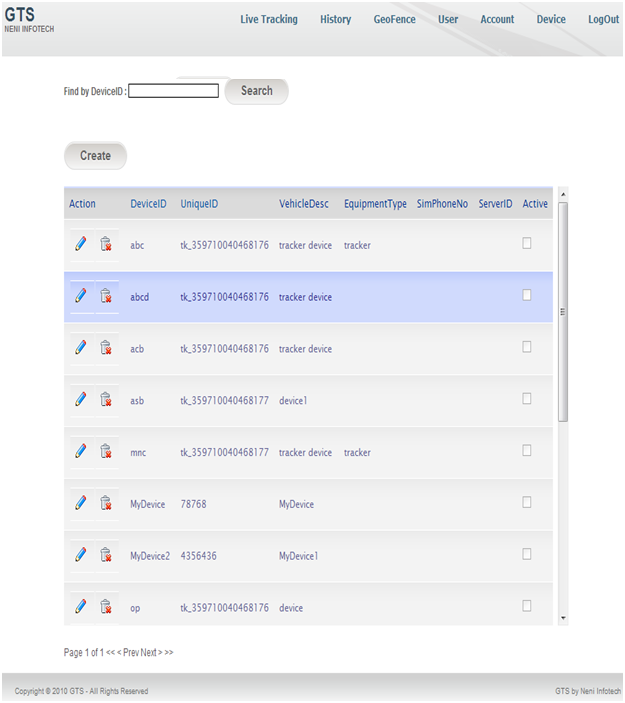 GTS
NENI INFOTECH
Live Tracking History GeoFence User Account Device LogOut
Find by DeviceID : Search
Create
Action DeviceID UniqueID VehicleDesc EquipmentType SimPhoneNo ServerID Active
abc tk_359710040468176 tracker device tracker
abcd tk_359710040468176 tracker device
acb tk_359710040468176 tracker device
asb tk_359710040468177 device1
mnc tk_359710040468177 tracker device tracker
MyDevice 78768 MyDevice
MyDevice2 4356436 MyDevice1
op tk_359710040468176 device
Page 1 of 1 << < Prev Next > >>
Copyright © 2010 GTS - All Rights Reserved GTS by Neni Infotech